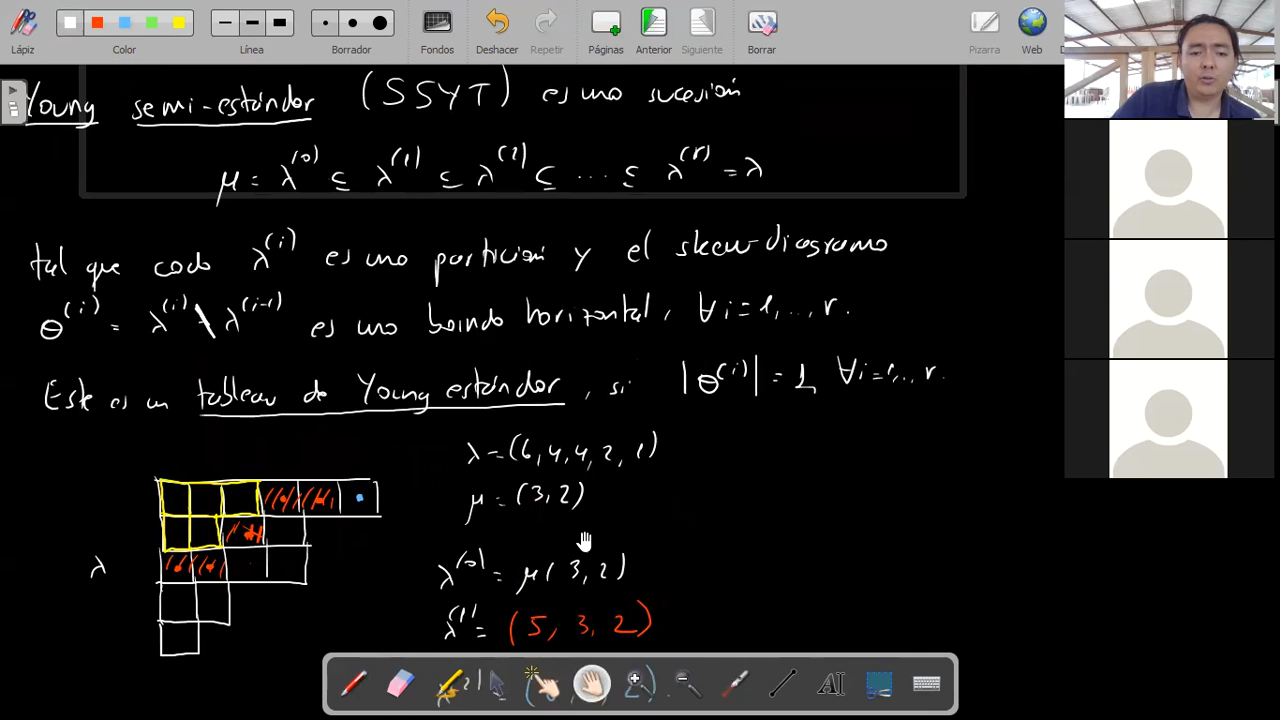 Lápiz
Color
Línea
Borrador
Fondos
Deshacer
Repetir
Páginas
Anterior
Siguiente
Borrar
Pizarra
Web
Young semi-estándar (SSYT) es una sucesión
μ = λ^(0) ⊆ λ^(1) ⊆ λ^(2) ⊆ ... ⊆ λ^(r) = λ
tal que cada λ^(i) es una partición y el skew-diagrama
θ^(i) = λ^(i) \ λ^(i-1) es una banda horizontal, ∀i=1,...,r.
Este es un tableau de Young estándar, si |θ^(i)| = 1 ∀i=1,...,r.
λ = (6,4,4,2,1)
μ = (3,2)
λ
λ^(0) = μ(3,2)
λ^(1) = (5,3,2)
AI